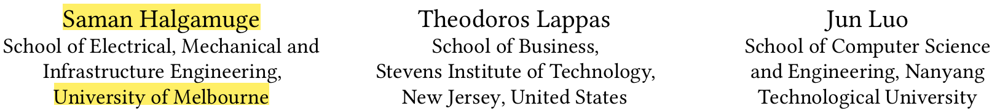 Saman Halgamuge
School of Electrical, Mechanical and
Infrastructure Engineering,
University of Melbourne
Theodoros Lappas
School of Business,
Stevens Institute of Technology,
New Jersey, United States
Jun Luo
School of Computer Science
and Engineering, Nanyang
Technological University